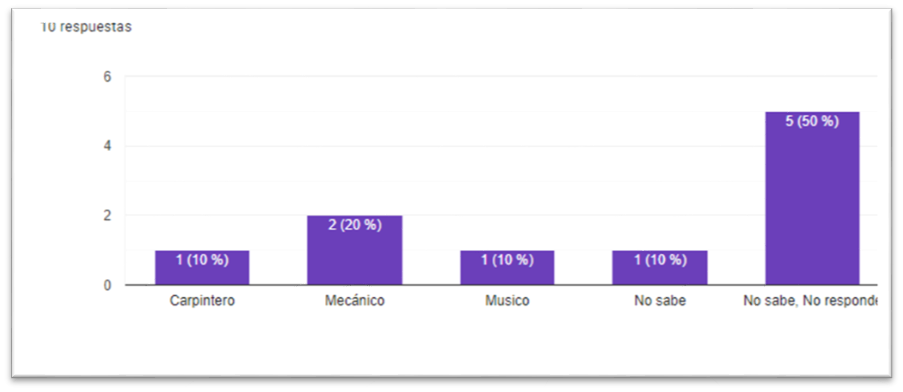 10 respuestas
6
5 (50 %)
4
2
2 (20 %)
1 (10 %)
1 (10 %)
1 (10 %)
0
Carpintero
Mecánico
Musico
No sabe
No sabe, No responde